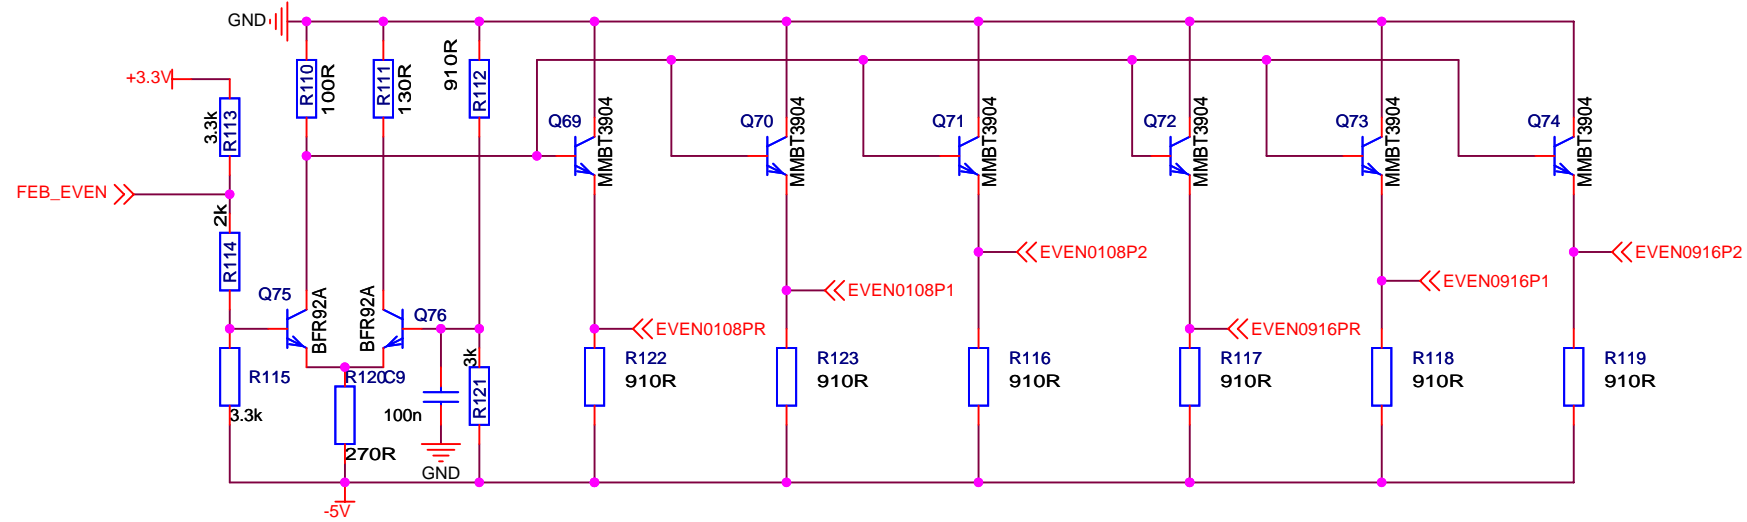 GND
+3.3V
3.3k
R113
R110
100R
R111
130R
910R
R112
FEB_EVEN
2k
R114
Q69
MMBT3904
Q70
MMBT3904
Q71
MMBT3904
Q72
MMBT3904
Q73
MMBT3904
Q74
MMBT3904
EVEN0108P2
EVEN0916P2
EVEN0108P1
EVEN0916P1
EVEN0108PR
EVEN0916PR
Q75
BFR92A
BFR92A
Q76
R115
3.3k
R120
C9
100n
3k
R121
270R
GND
-5V
R122
910R
R123
910R
R116
910R
R117
910R
R118
910R
R119
910R